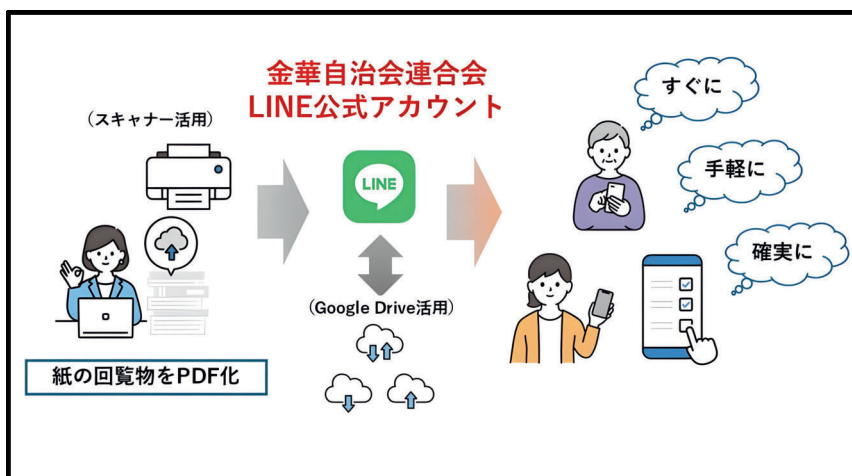 金華自治会連合会
LINE公式アカウント
(スキャナー活用)
LINE
(Google Drive活用)
紙の回覧物をPDF化
すぐに
手軽に
確実に